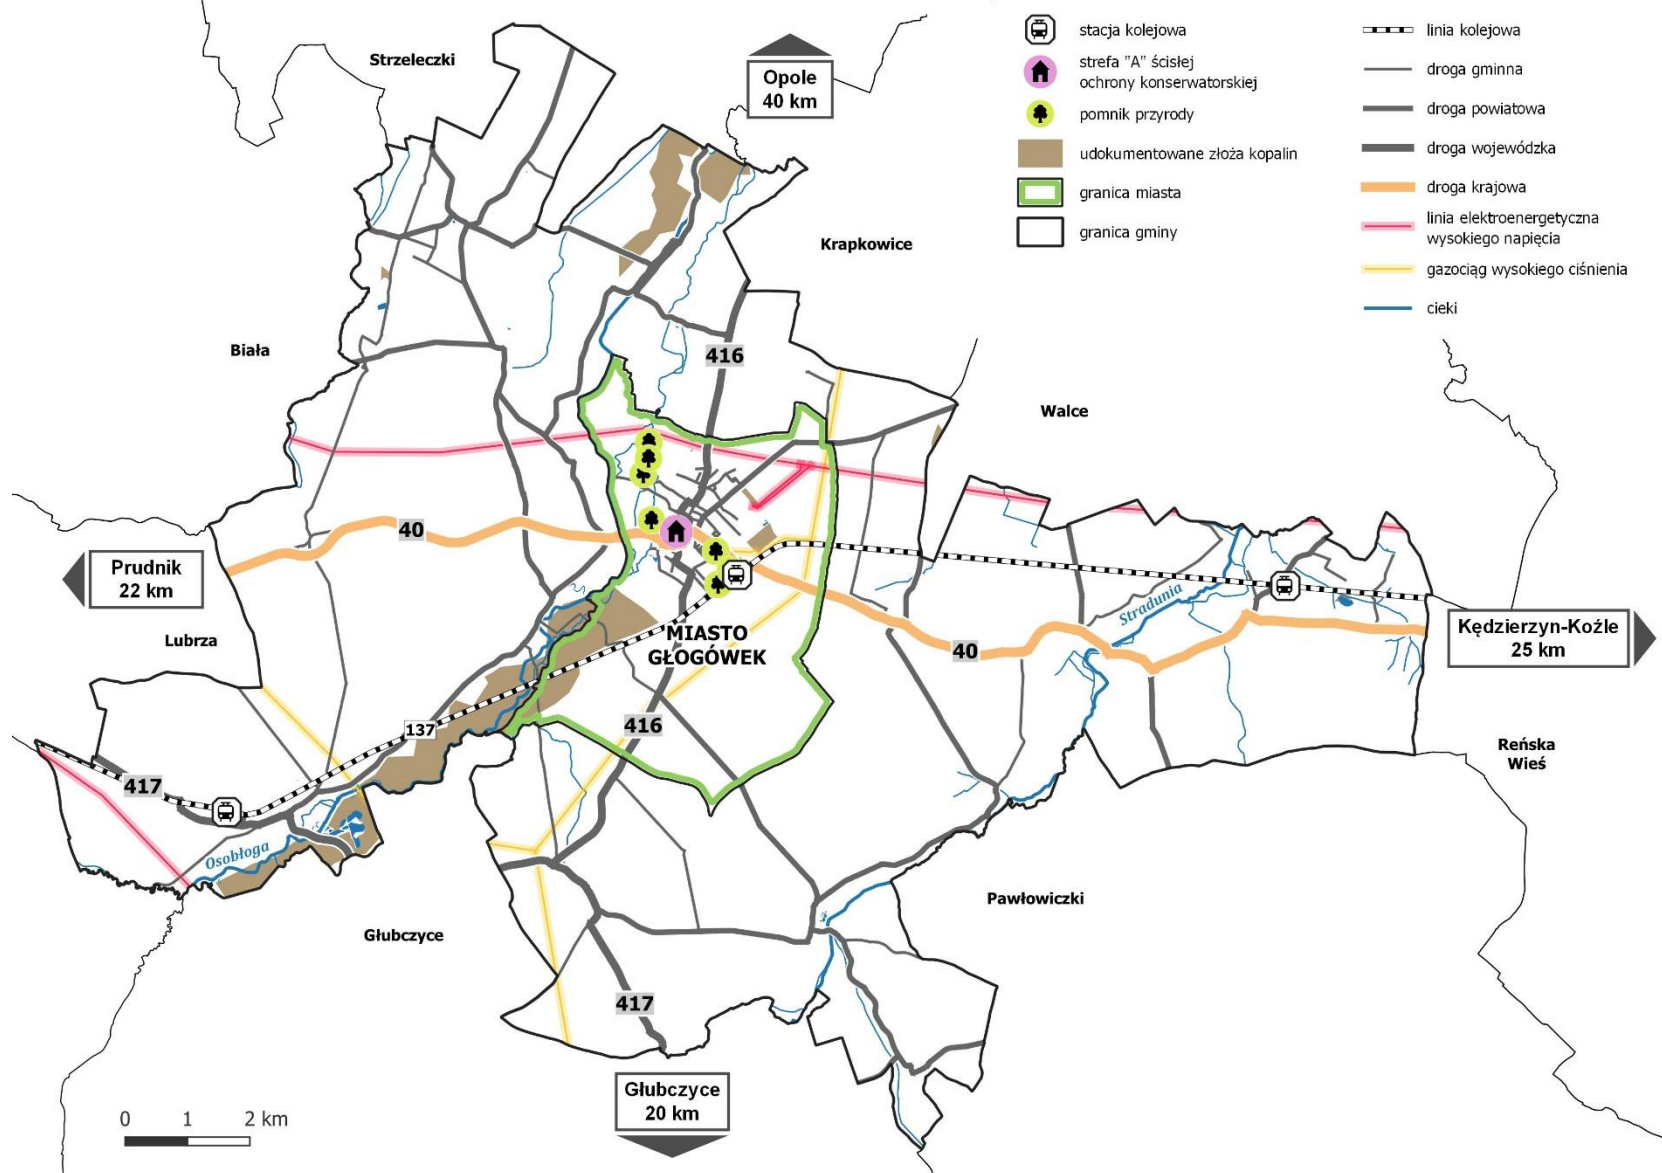 stacja kolejowa
strefa "A" ścisłej
ochrony konserwatorskiej
pomnik przyrody
udokumentowane złoża kopalin
granica miasta
granica gminy
linia kolejowa
droga gminna
droga powiatowa
droga wojewódzka
droga krajowa
linia elektroenergetyczna
wysokiego napięcia
gazociąg wysokiego ciśnienia
cieki
Strzeleczki
Opole
40 km
Krapkowice
Biała
416
Walce
40
Prudnik
22 km
Stradunia
Kędzierzyn-Koźle
25 km
Lubrza
MIASTO
GŁOGÓWEK
40
416
137
Reńska
Wieś
417
Osobłoga
Pawłowiczki
Głubczyce
417
Głubczyce
20 km
0 1 2 km